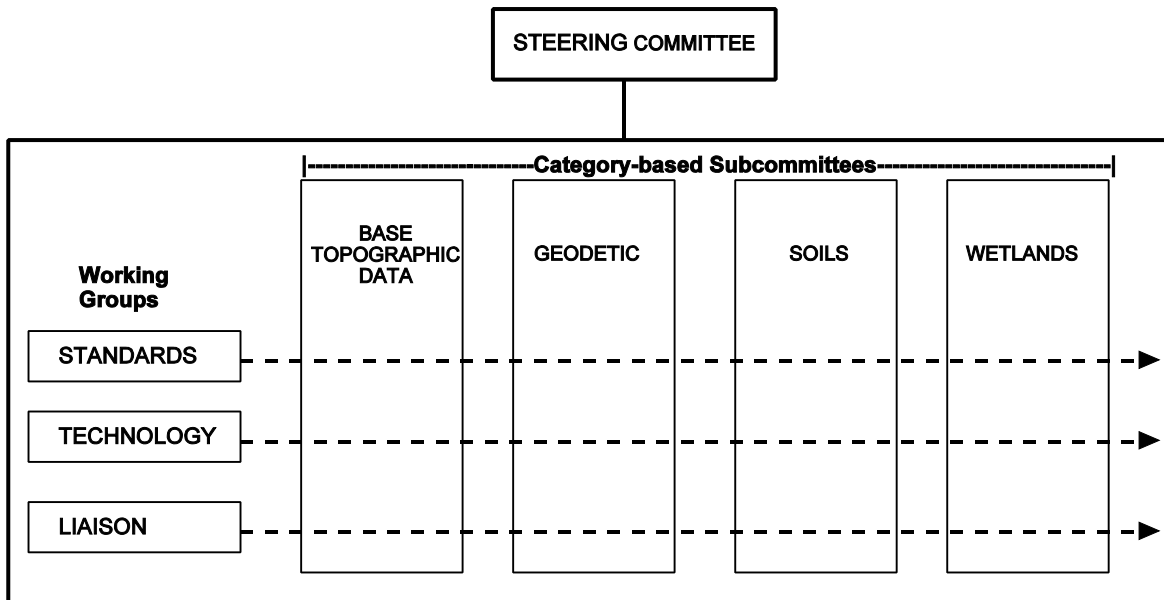 STEERING COMMITTEE
Category-based Subcommittees
BASE
TOPOGRAPHIC
DATA
GEODETIC
SOILS
WETLANDS
Working
Groups
STANDARDS
TECHNOLOGY
LIAISON